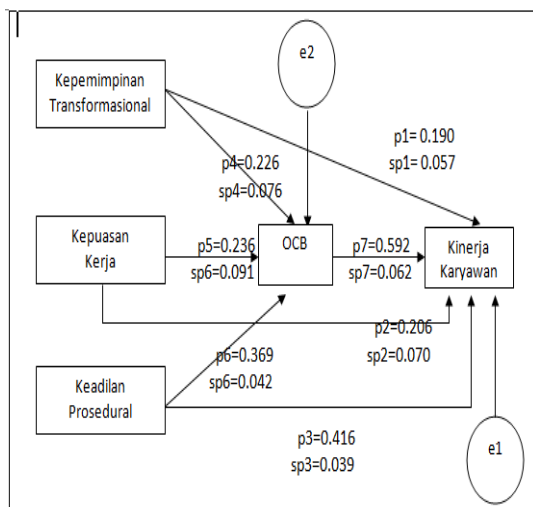 e2
Kepemimpinan
Transformasional
p1= 0.190
sp1= 0.057
p4=0.226
sp4=0.076
Kepuasan
Kerja
p5=0.236
sp6=0.091
OCB
p7=0.592
sp7=0.062
Kinerja
Karyawan
p2=0.206
sp2=0.070
p6=0.369
sp6=0.042
Keadilan
Prosedural
p3=0.416
sp3=0.039
e1